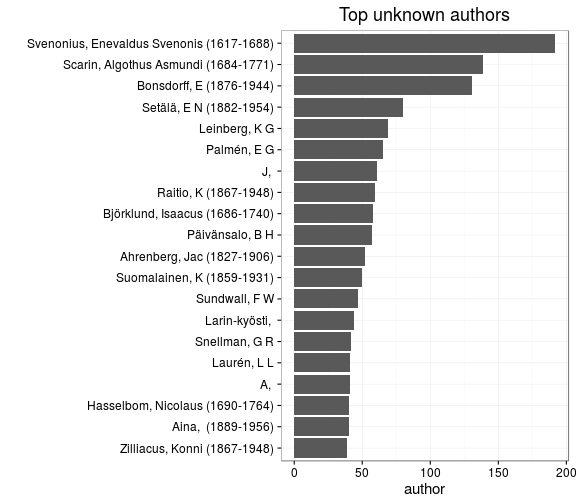 Top unknown authors
Svenonius, Enevaldus Svenonis (1617-1688)
Scarin, Algothus Asmundi (1684-1771)
Bonsdorff, E (1876-1944)
Setälä, E N (1882-1954)
Leinberg, K G
Palmén, E G
J,
Raitio, K (1867-1948)
Björklund, Isaacus (1686-1740)
Päivänsalo, B H
Ahrenberg, Jac (1827-1906)
Suomalainen, K (1859-1931)
Sundwall, F W
Larin-kyösti,
Snellman, G R
Laurén, L L
A,
Hasselbom, Nicolaus (1690-1764)
Aina, (1889-1956)
Zilliacus, Konni (1867-1948)
0 50 100 150 200
author